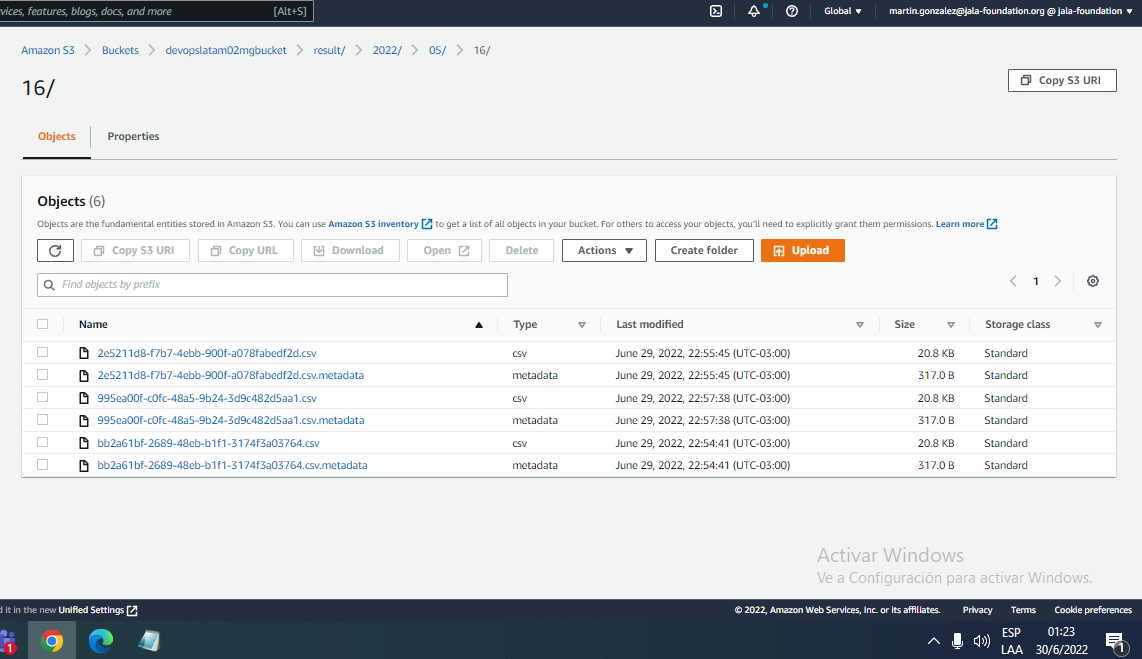 vices, features, blogs, docs, and more [Alt+S] Global martin.gonzalez@jala-foundation.org @ jala-foundation
Amazon S3 Buckets devopslatam02mgbucket result/ 2022/ 05/ 16/
16/
Copy S3 URI
Objects Properties
Objects (6)
Objects are the fundamental entities stored in Amazon S3. You can use Amazon S3 inventory to get a list of all objects in your bucket. For others to access your objects, you'll need to explicitly grant them permissions. Learn more
Copy S3 URI Copy URL Download Open Delete Actions Create folder Upload
Find objects by prefix
1
Name Type Last modified Size Storage class
2e5211d8-f7b7-4ebb-900f-a078fabedf2d.csv csv June 29, 2022, 22:55:45 (UTC-03:00) 20.8 KB Standard
2e5211d8-f7b7-4ebb-900f-a078fabedf2d.csv.metadata metadata June 29, 2022, 22:55:45 (UTC-03:00) 317.0 B Standard
995ea00f-c0fc-48a5-9b24-3d9c482d5aa1.csv csv June 29, 2022, 22:57:38 (UTC-03:00) 20.8 KB Standard
995ea00f-c0fc-48a5-9b24-3d9c482d5aa1.csv.metadata metadata June 29, 2022, 22:57:38 (UTC-03:00) 317.0 B Standard
bb2a61bf-2689-48eb-b1f1-3174f3a03764.csv csv June 29, 2022, 22:54:41 (UTC-03:00) 20.8 KB Standard
bb2a61bf-2689-48eb-b1f1-3174f3a03764.csv.metadata metadata June 29, 2022, 22:54:41 (UTC-03:00) 317.0 B Standard
Activar Windows
Ve a Configuración para activar Windows.
d it in the new Unified Settings © 2022, Amazon Web Services, Inc. or its affiliates. Privacy Terms Cookie preferences
1 ESP 01:23
LAA 30/6/2022 1